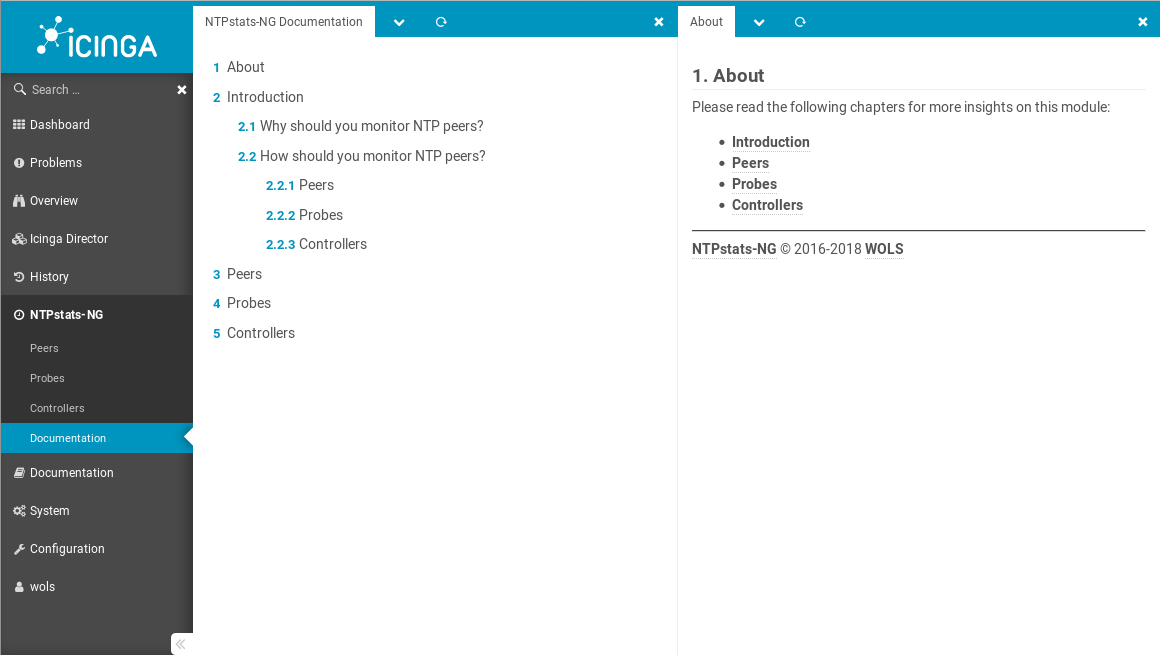 ICINGA
Search ...
Dashboard
Problems
Overview
Icinga Director
History
NTPstats-NG
Peers
Probes
Controllers
Documentation
Documentation
System
Configuration
wols
NTPstats-NG Documentation
1 About
2 Introduction
2.1 Why should you monitor NTP peers?
2.2 How should you monitor NTP peers?
2.2.1 Peers
2.2.2 Probes
2.2.3 Controllers
3 Peers
4 Probes
5 Controllers
About
1. About
Please read the following chapters for more insights on this module:
• Introduction
• Peers
• Probes
• Controllers
NTPstats-NG © 2016-2018 WOLS